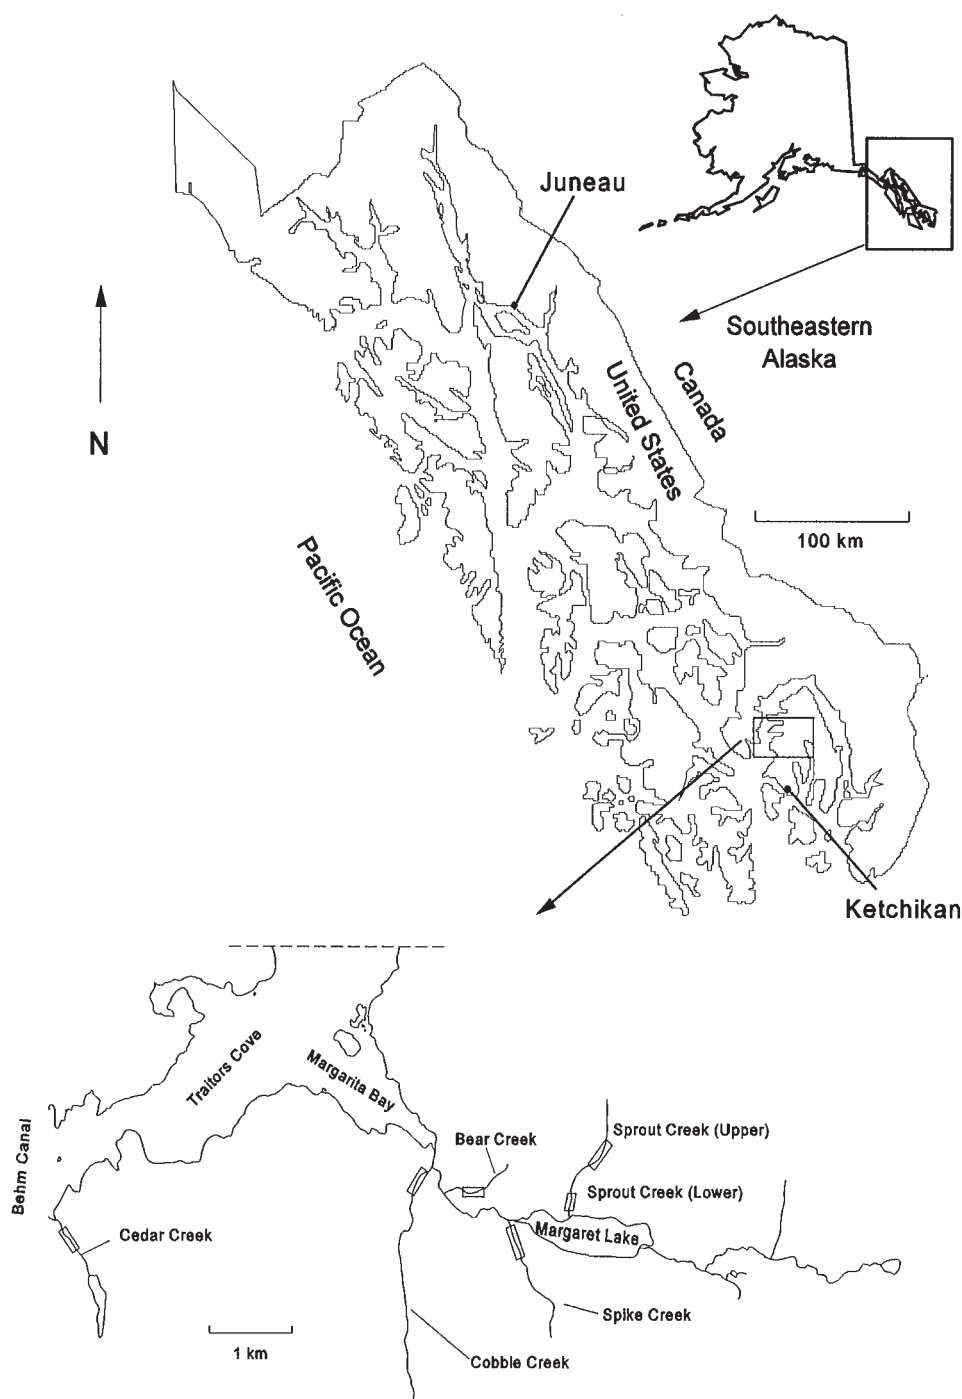 Juneau
Southeastern
Alaska
N
United States
Canada
100 km
Pacific Ocean
Ketchikan
Traitors Cove
Margarita Bay
Behm Canal
Bear Creek
Sprout Creek (Upper)
Sprout Creek (Lower)
Cedar Creek
Margaret Lake
Spike Creek
1 km
Cobble Creek